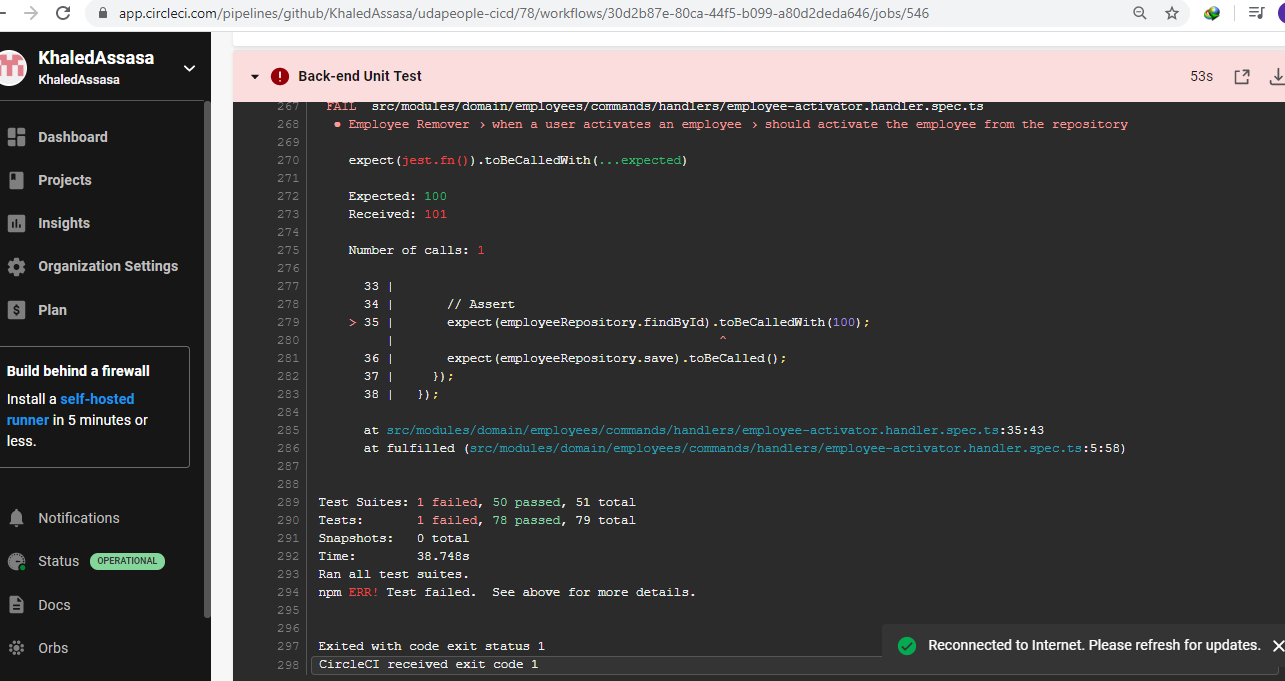 app.circleci.com/pipelines/github/KhaledAssasa/udapeople-cicd/78/workflows/30d2b87e-80ca-44f5-b099-a80d2deda646/jobs/546
KhaledAssasa
KhaledAssasa
Dashboard
Projects
Insights
Organization Settings
Plan
Build behind a firewall
Install a self-hosted
runner in 5 minutes or
less.
Notifications
Status OPERATIONAL
Docs
Orbs
Back-end Unit Test 53s
267 FAIL src/modules/domain/employees/commands/handlers/employee-activator.handler.spec.ts
268 ● Employee Remover › when a user activates an employee › should activate the employee from the repository
269
270 expect(jest.fn()).toBeCalledWith(...expected)
271
272 Expected: 100
273 Received: 101
274
275 Number of calls: 1
276
277 33 |
278 34 | // Assert
279 > 35 | expect(employeeRepository.findById).toBeCalledWith(100);
280 | ^
281 36 | expect(employeeRepository.save).toBeCalled();
282 37 | });
283 38 | });
284
285 at src/modules/domain/employees/commands/handlers/employee-activator.handler.spec.ts:35:43
286 at fulfilled (src/modules/domain/employees/commands/handlers/employee-activator.handler.spec.ts:5:58)
287
288
289 Test Suites: 1 failed, 50 passed, 51 total
290 Tests: 1 failed, 78 passed, 79 total
291 Snapshots: 0 total
292 Time: 38.748s
293 Ran all test suites.
294 npm ERR! Test failed. See above for more details.
295
296
297 Exited with code exit status 1
298 CircleCI received exit code 1
Reconnected to Internet. Please refresh for updates.